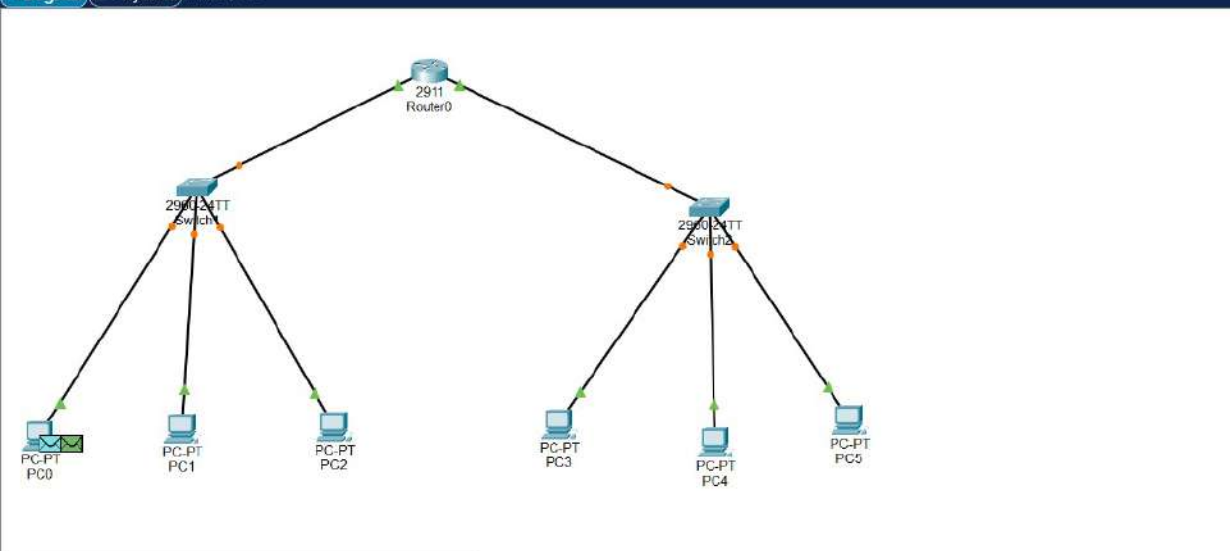 2911
Router0
2960-24TT
Switch1
2960-24TT
Switch2
PC-PT
PC0
PC-PT
PC1
PC-PT
PC2
PC-PT
PC3
PC-PT
PC4
PC-PT
PC5